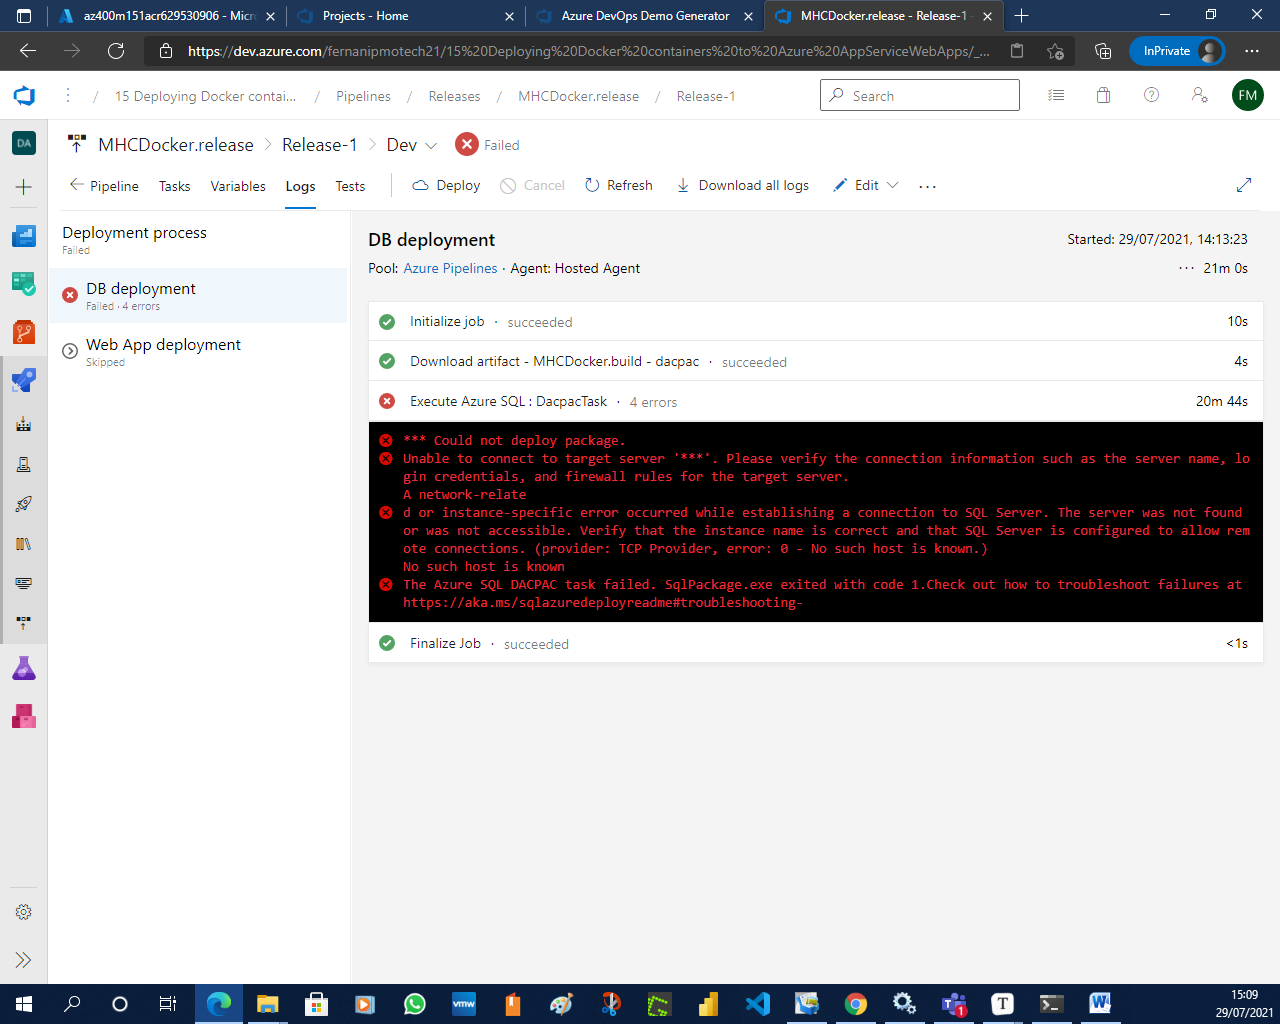 az400m151acr629530906 - Micr
Projects - Home
Azure DevOps Demo Generator
MHCDocker.release - Release-1 -
https://dev.azure.com/fernanipmotech21/15%20Deploying%20Docker%20containers%20to%20Azure%20AppServiceWebApps/_...
InPrivate
/ 15 Deploying Docker contai... / Pipelines / Releases / MHCDocker.release / Release-1
Search
FM
DA
MHCDocker.release > Release-1 > Dev
Failed
Pipeline
Tasks
Variables
Logs
Tests
Deploy
Cancel
Refresh
Download all logs
Edit
Deployment process
Failed
DB deployment
Failed · 4 errors
Web App deployment
Skipped
DB deployment
Started: 29/07/2021, 14:13:23
Pool: Azure Pipelines · Agent: Hosted Agent
··· 21m 0s
Initialize job · succeeded
10s
Download artifact - MHCDocker.build - dacpac · succeeded
4s
Execute Azure SQL : DacpacTask · 4 errors
20m 44s
*** Could not deploy package.
Unable to connect to target server '***'. Please verify the connection information such as the server name, lo
gin credentials, and firewall rules for the target server.
A network-relate
d or instance-specific error occurred while establishing a connection to SQL Server. The server was not found
or was not accessible. Verify that the instance name is correct and that SQL Server is configured to allow rem
ote connections. (provider: TCP Provider, error: 0 - No such host is known.)
No such host is known
The Azure SQL DACPAC task failed. SqlPackage.exe exited with code 1.Check out how to troubleshoot failures at
https://aka.ms/sqlazuredeployreadme#troubleshooting-
Finalize Job · succeeded
<1s
vmw
1
T
W
15:09
29/07/2021